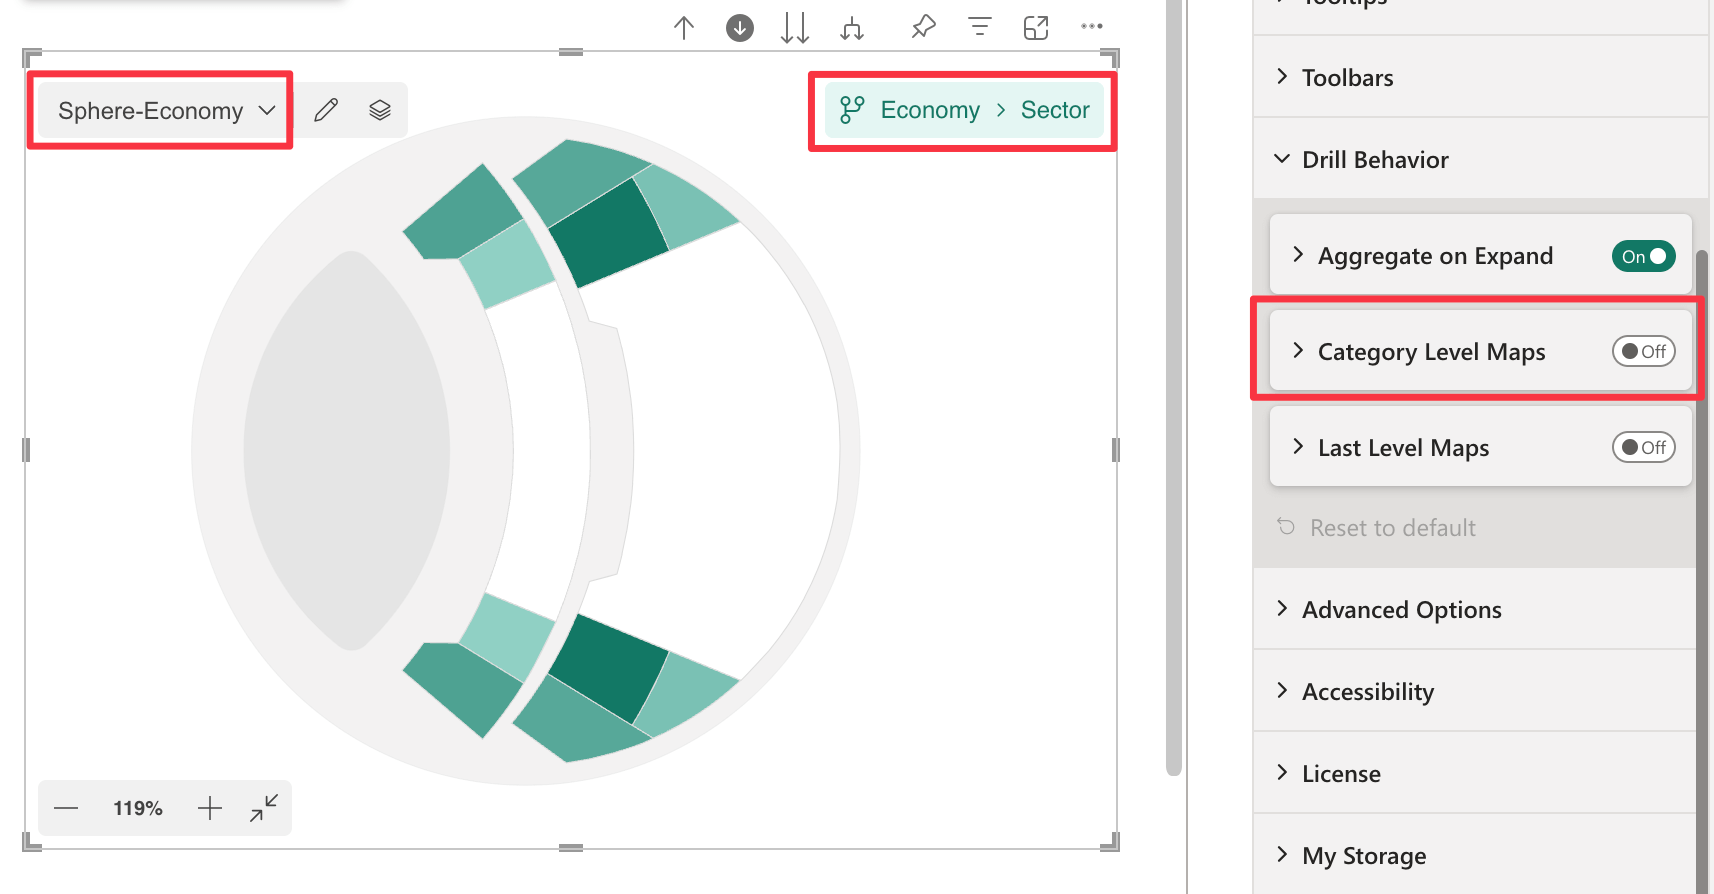 Tooltips
Sphere-Economy
Economy > Sector
Toolbars
Drill Behavior
Aggregate on Expand On
Category Level Maps Off
Last Level Maps Off
Reset to default
Advanced Options
Accessibility
License
My Storage
119%